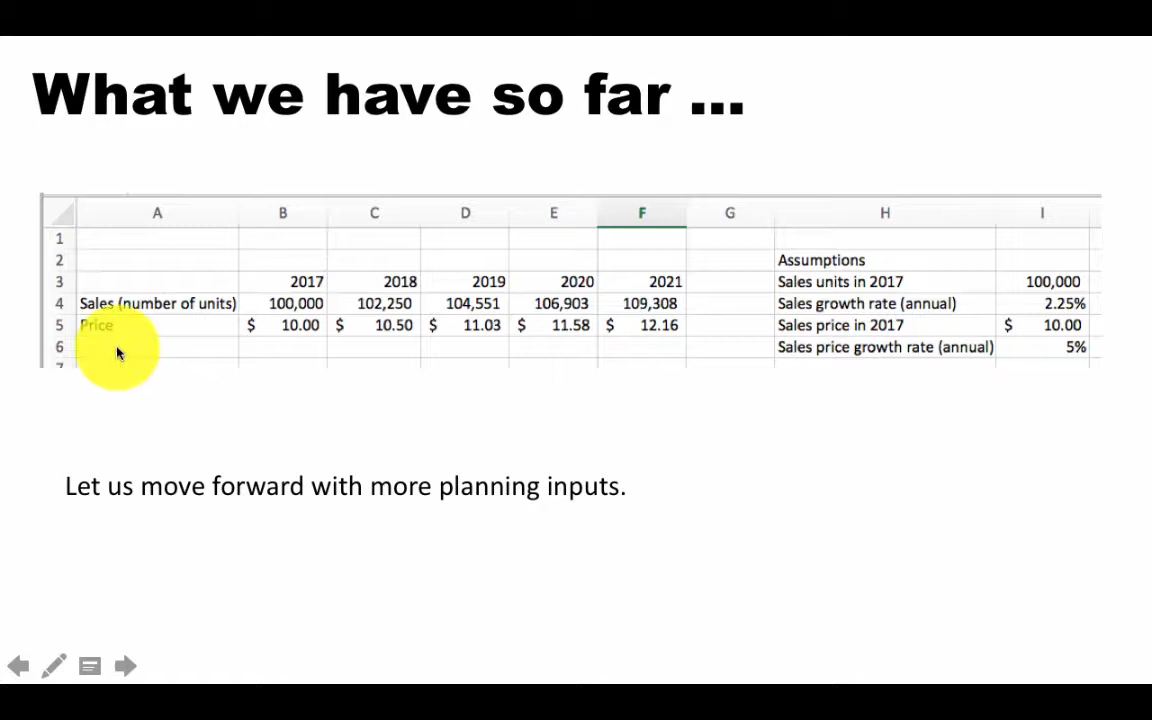 What we have so far ...
A B C D E F G H I
1
2 Assumptions
3 2017 2018 2019 2020 2021 Sales units in 2017 100,000
4 Sales (number of units) 100,000 102,250 104,551 106,903 109,308 Sales growth rate (annual) 2.25%
5 Price $ 10.00 $ 10.50 $ 11.03 $ 11.58 $ 12.16 Sales price in 2017 $ 10.00
6 Sales price growth rate (annual) 5%
7
Let us move forward with more planning inputs.